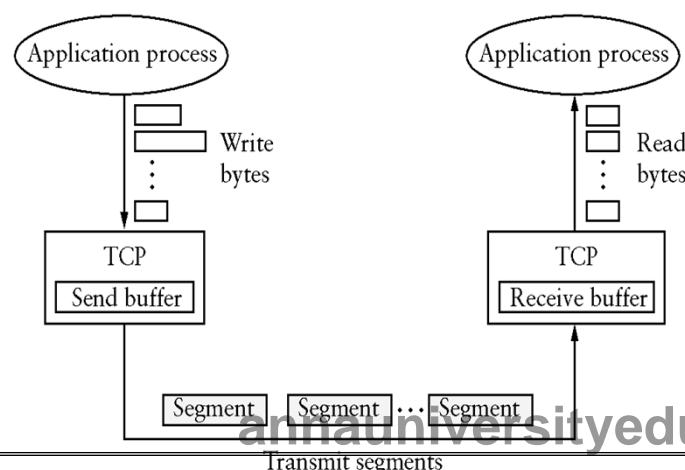 Application process
Application process
Write
bytes
Read
bytes
TCP
Send buffer
TCP
Receive buffer
Segment
Segment
...
Segment
annauniversityedu
Transmit segments